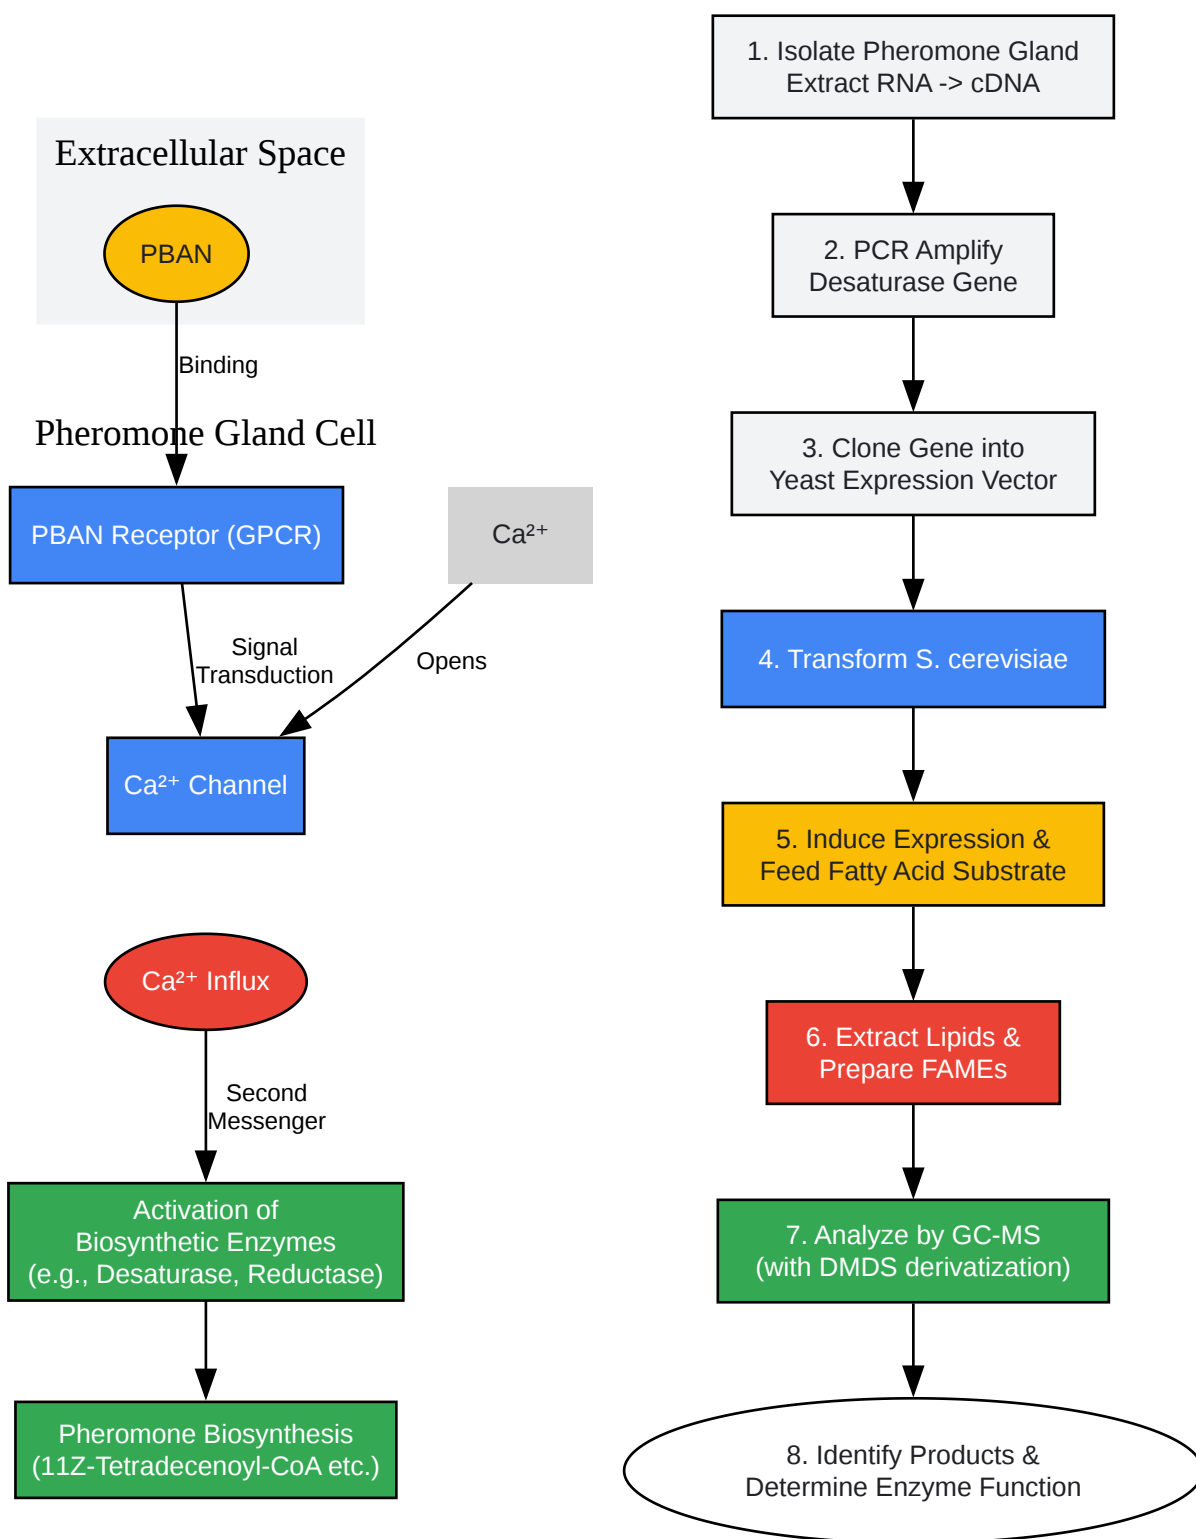 Extracellular Space
PBAN
Binding
Pheromone Gland Cell
PBAN Receptor (GPCR)
Ca²⁺
Signal
Transduction
Opens
Ca²⁺ Channel
Ca²⁺ Influx
Second
Messenger
Activation of
Biosynthetic Enzymes
(e.g., Desaturase, Reductase)
Pheromone Biosynthesis
(11Z-Tetradecenoyl-CoA etc.)
1. Isolate Pheromone Gland
Extract RNA -> cDNA
2. PCR Amplify
Desaturase Gene
3. Clone Gene into
Yeast Expression Vector
4. Transform S. cerevisiae
5. Induce Expression &
Feed Fatty Acid Substrate
6. Extract Lipids &
Prepare FAMEs
7. Analyze by GC-MS
(with DMDS derivatization)
8. Identify Products &
Determine Enzyme Function